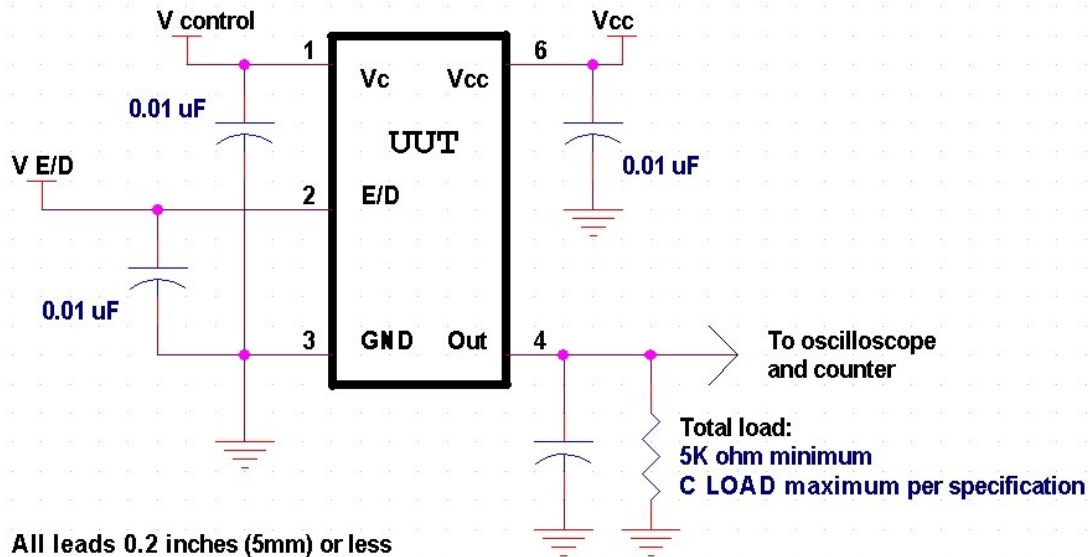 V control
Vcc
1
6
Vc
Vcc
0.01 uF
UUT
V E/D
0.01 uF
2
E/D
0.01 uF
3
GND
Out
4
To oscilloscope
and counter
Total load:
5K ohm minimum
C LOAD maximum per specification
All leads 0.2 inches (5mm) or less